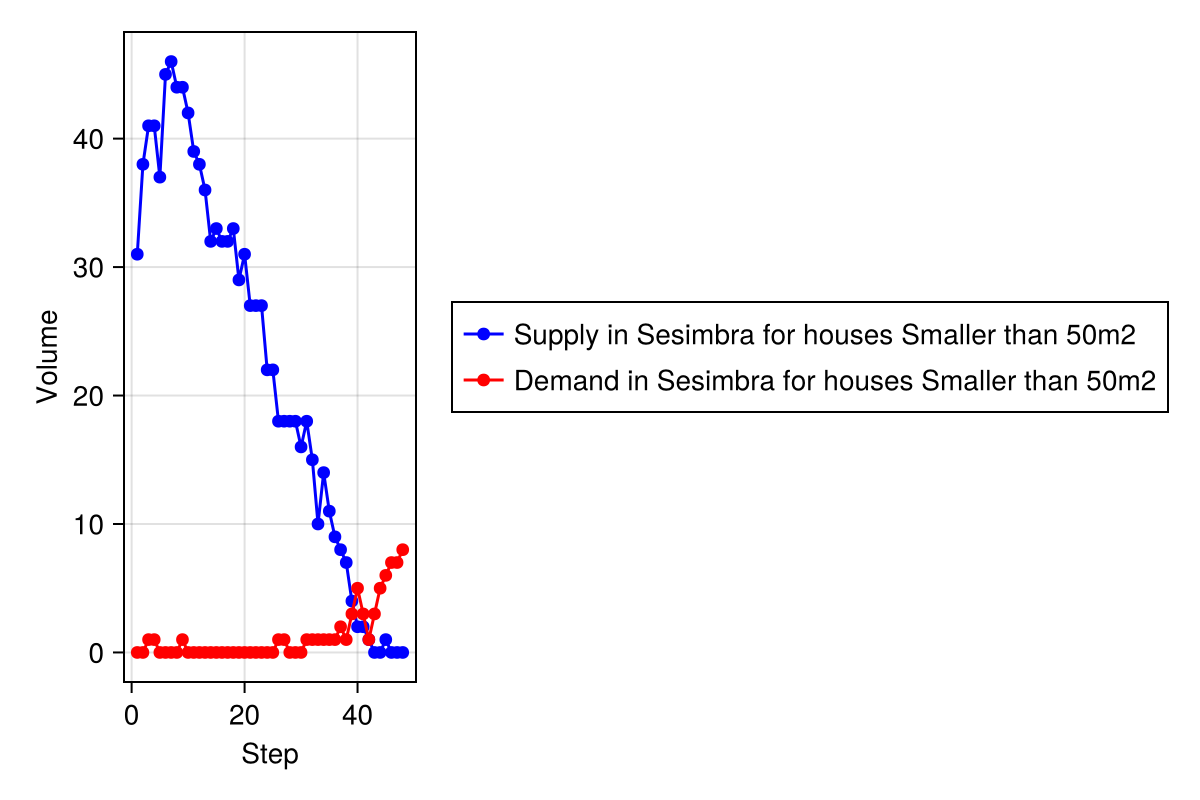 Volume
40
30
20
10
0
0 20 40
Step
Supply in Sesimbra for houses Smaller than 50m2
Demand in Sesimbra for houses Smaller than 50m2